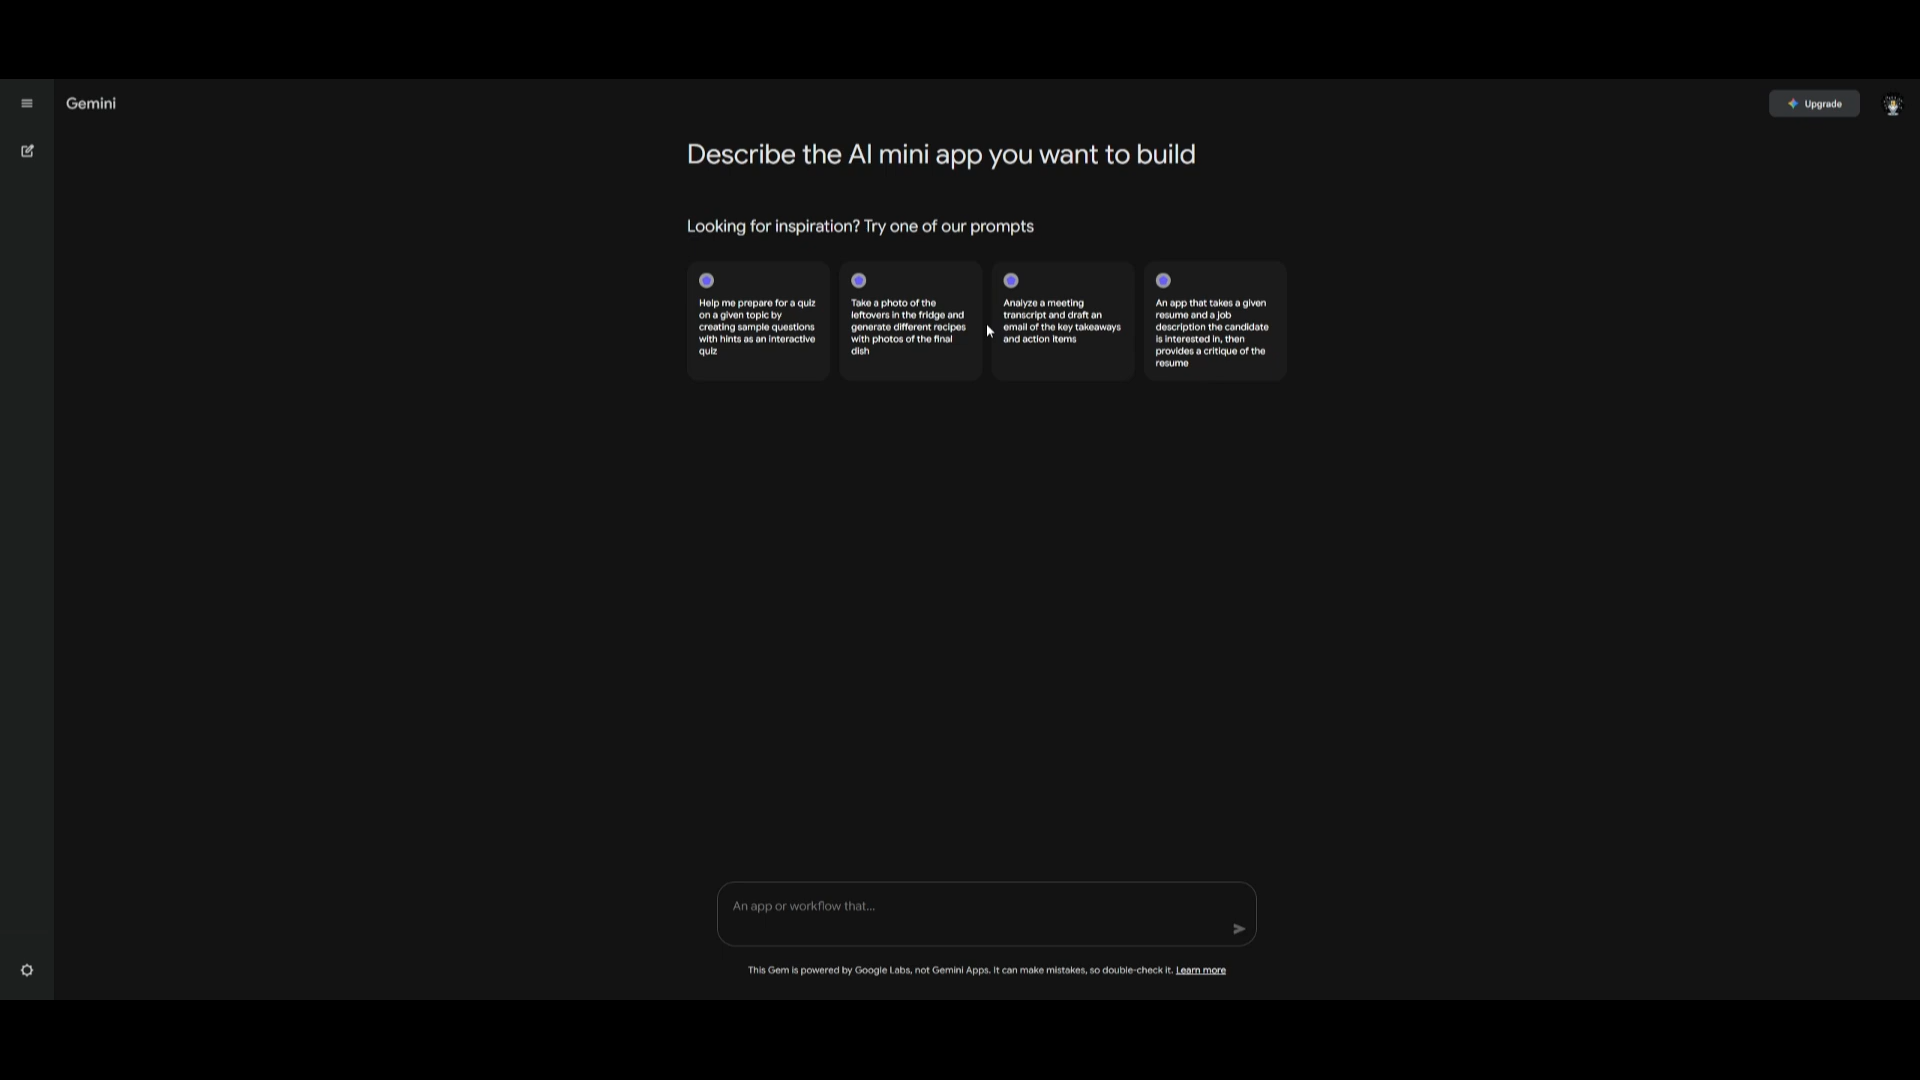 Gemini
Upgrade
Describe the AI mini app you want to build
Looking for inspiration? Try one of our prompts
Help me prepare for a quiz
on a given topic by
creating sample questions
with hints as an interactive
quiz
Take a photo of the
leftovers in the fridge and
generate different recipes
with photos of the final
dish
Analyze a meeting
transcript and draft an
email of the key takeaways
and action items
An app that takes a given
resume and a job
description the candidate
is interested in, then
provides a critique of the
resume
An app or workflow that...
This Gem is powered by Google Labs, not Gemini Apps. It can make mistakes, so double-check it. Learn more